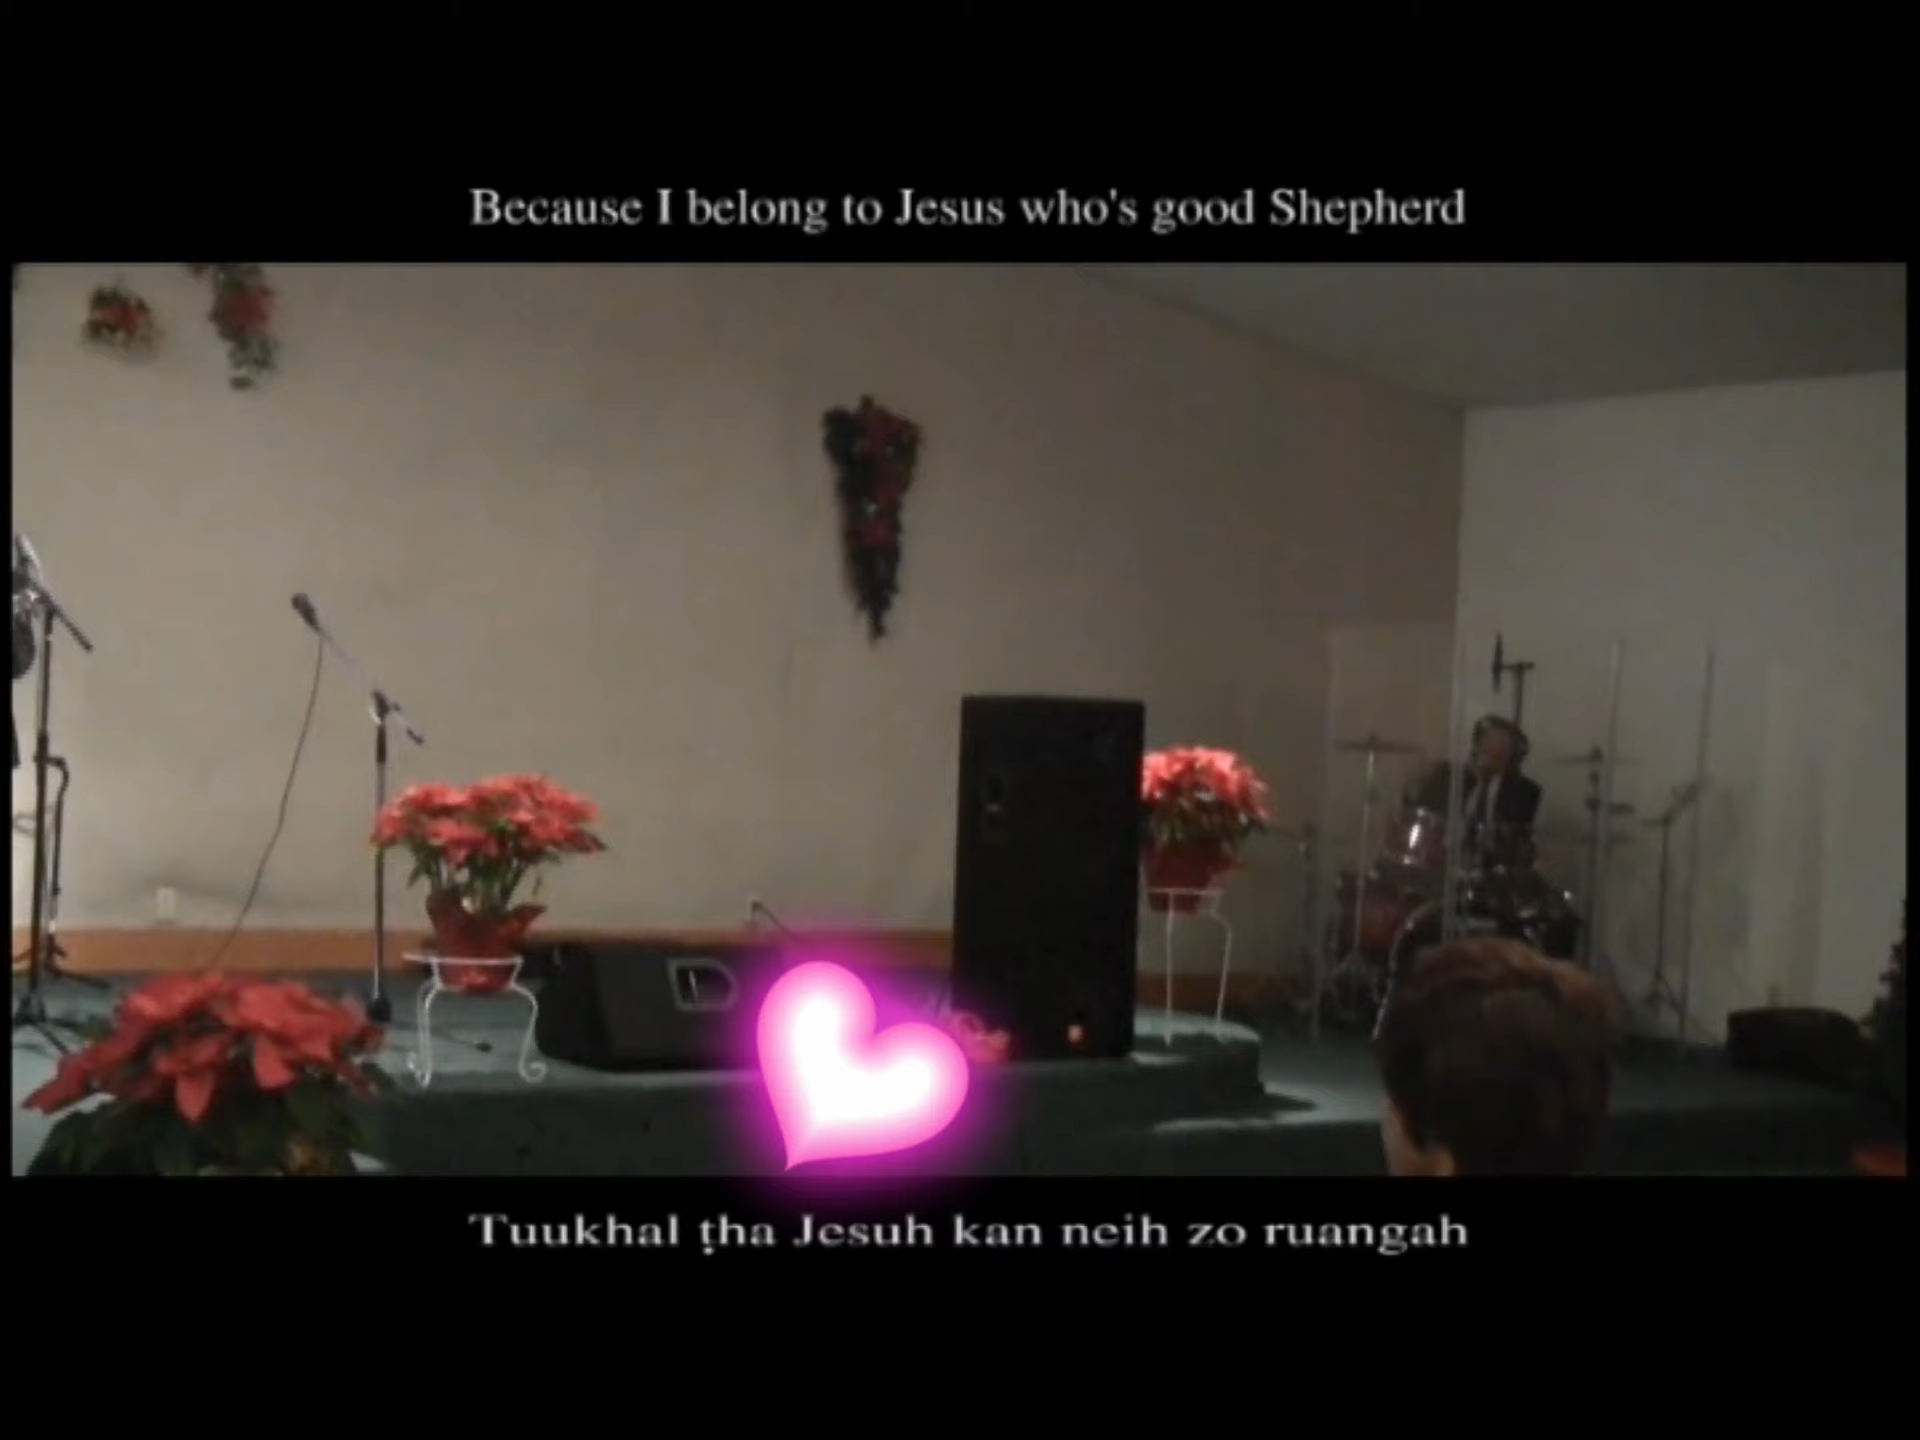 Because I belong to Jesus who's good Shepherd
Tuukhal ṭha Jesuh kan neih zo ruangah